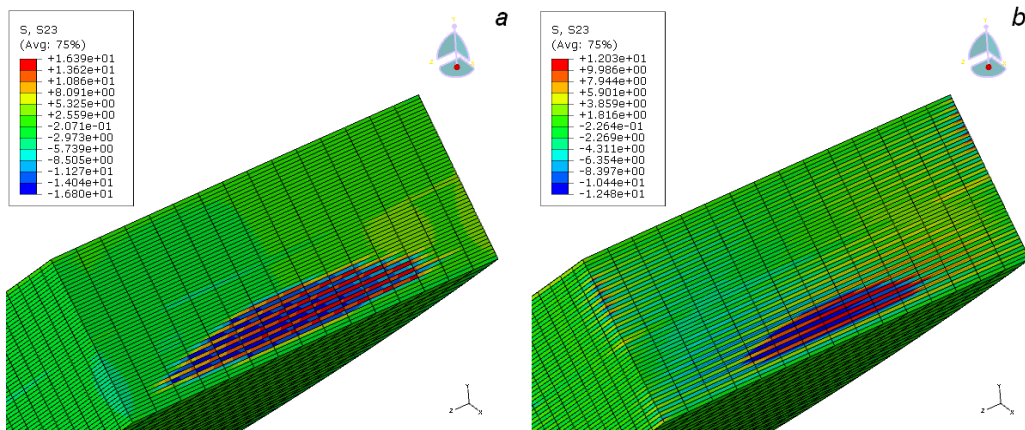 a
S, S23
(Avg: 75%)
+1.639e+01
+1.362e+01
+1.086e+01
+8.091e+00
+5.325e+00
+2.559e+00
-2.071e-01
-2.973e+00
-5.739e+00
-8.505e+00
-1.127e+01
-1.404e+01
-1.680e+01
Y
Z
Y
Z
X
b
S, S23
(Avg: 75%)
+1.203e+01
+9.986e+00
+7.944e+00
+5.901e+00
+3.859e+00
+1.816e+00
-2.264e-01
-2.269e+00
-4.311e+00
-6.354e+00
-8.397e+00
-1.044e+01
-1.248e+01
Y
Z
Y
Z
X